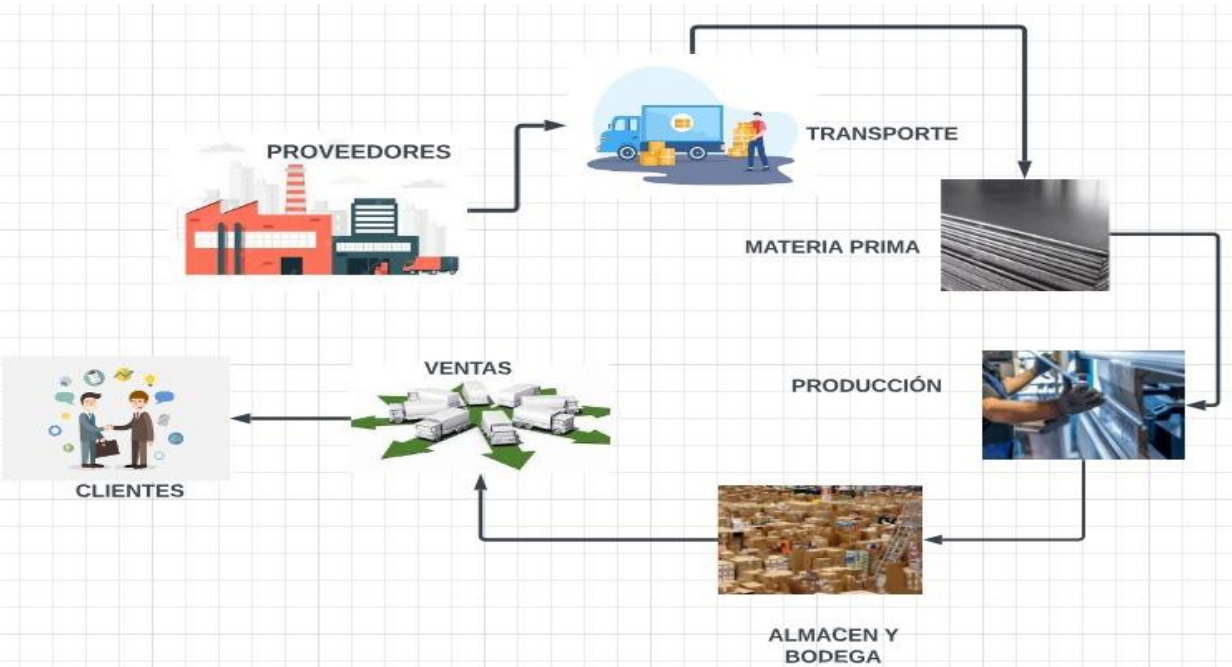 PROVEEDORES
TRANSPORTE
MATERIA PRIMA
PRODUCCIÓN
ALMACEN Y
BODEGA
VENTAS
CLIENTES